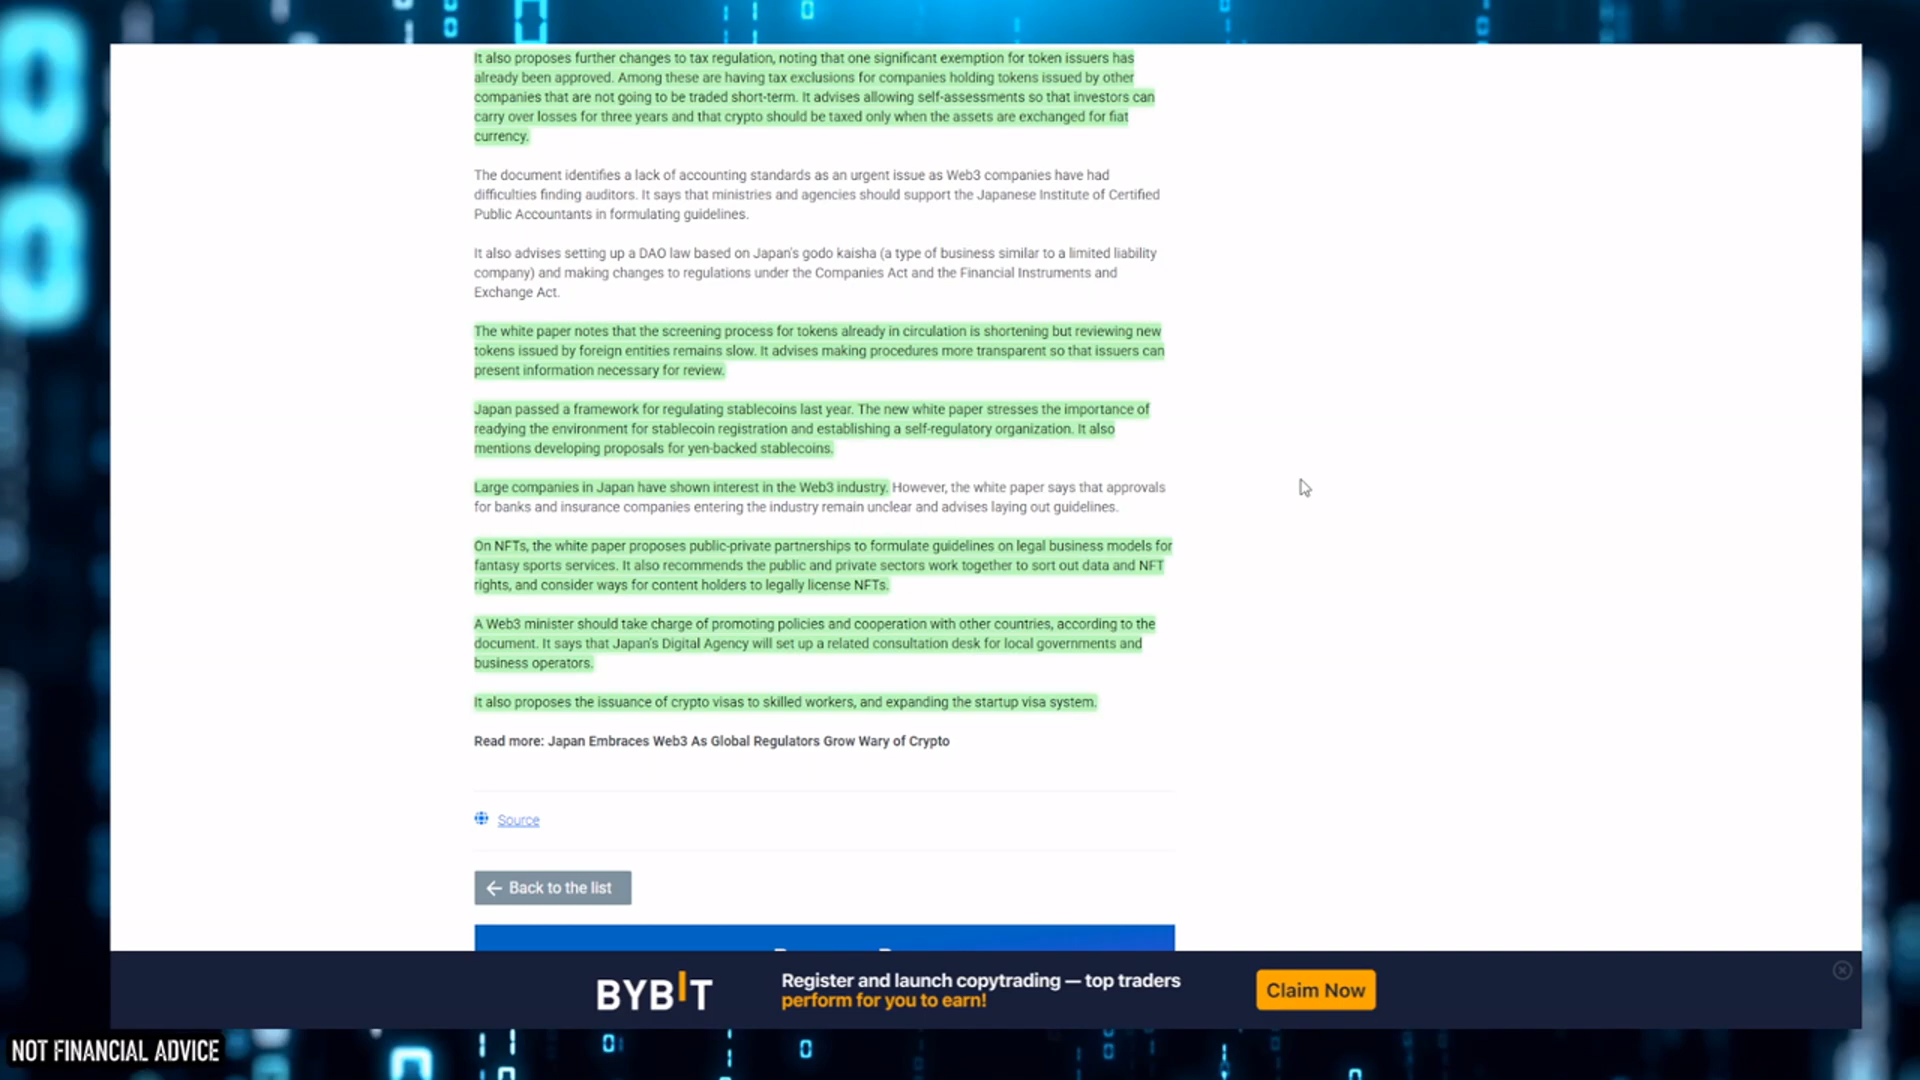 It also proposes further changes to tax regulation, noting that one significant exemption for token issuers has
already been approved. Among these are having tax exclusions for companies holding tokens issued by other
companies that are not going to be traded short-term. It advises allowing self-assessments so that investors can
carry over losses for three years and that crypto should be taxed only when the assets are exchanged for fiat
currency.
The document identifies a lack of accounting standards as an urgent issue as Web3 companies have had
difficulties finding auditors. It says that ministries and agencies should support the Japanese Institute of Certified
Public Accountants in formulating guidelines.
It also advises setting up a DAO law based on Japan's godo kaisha (a type of business similar to a limited liability
company) and making changes to regulations under the Companies Act and the Financial Instruments and
Exchange Act.
The white paper notes that the screening process for tokens already in circulation is shortening but reviewing new
tokens issued by foreign entities remains slow. It advises making procedures more transparent so that issuers can
present information necessary for review.
Japan passed a framework for regulating stablecoins last year. The new white paper stresses the importance of
readying the environment for stablecoin registration and establishing a self-regulatory organization. It also
mentions developing proposals for yen-backed stablecoins.
Large companies in Japan have shown interest in the Web3 industry. However, the white paper says that approvals
for banks and insurance companies entering the industry remain unclear and advises laying out guidelines.
On NFTs, the white paper proposes public-private partnerships to formulate guidelines on legal business models for
fantasy sports services. It also recommends the public and private sectors work together to sort out data and NFT
rights, and consider ways for content holders to legally license NFTs.
A Web3 minister should take charge of promoting policies and cooperation with other countries, according to the
document. It says that Japan's Digital Agency will set up a related consultation desk for local governments and
business operators.
It also proposes the issuance of crypto visas to skilled workers, and expanding the startup visa system.
Read more: Japan Embraces Web3 As Global Regulators Grow Wary of Crypto
Source
Back to the list
BYBIT
Register and launch copytrading — top traders
perform for you to earn!
Claim Now
NOT FINANCIAL ADVICE